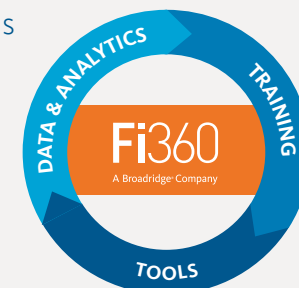 S
DATA & ANALYTICS
TRAINING
Fi360
A Broadridge® Company
TOOLS